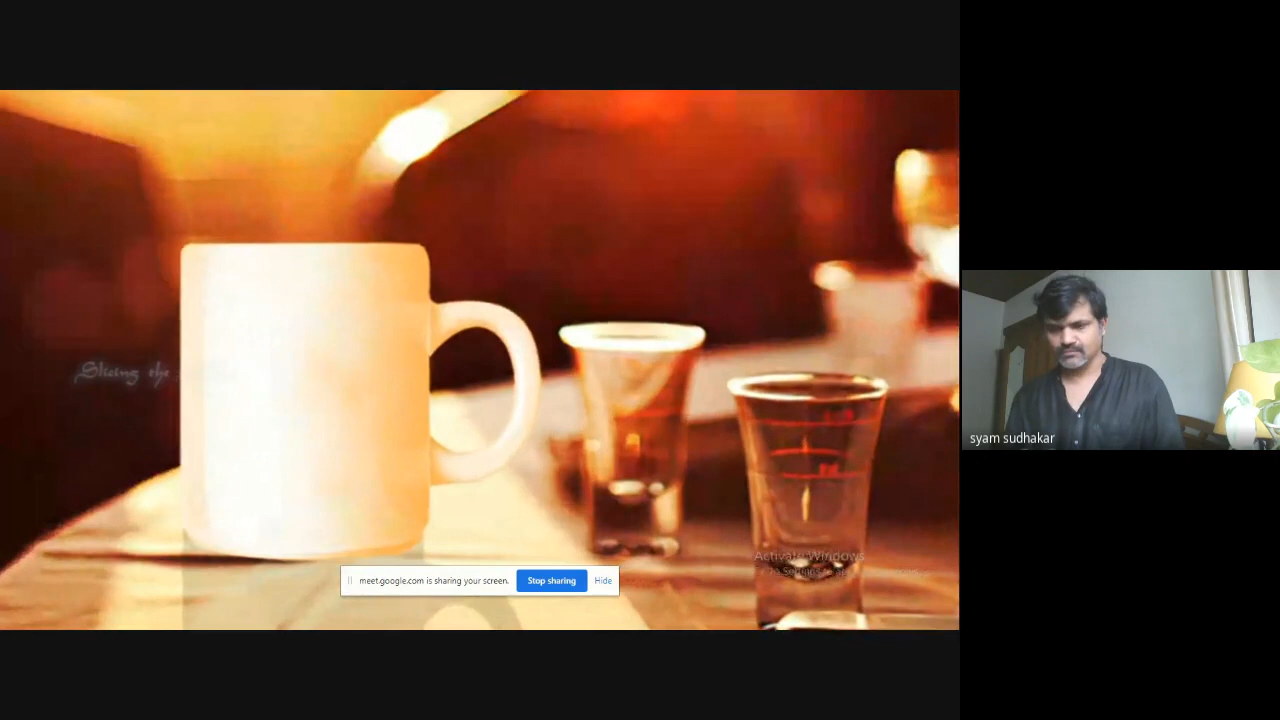 Slicing the
meet.google.com is sharing your screen.
Stop sharing
Hide
Activate Windows
syam sudhakar